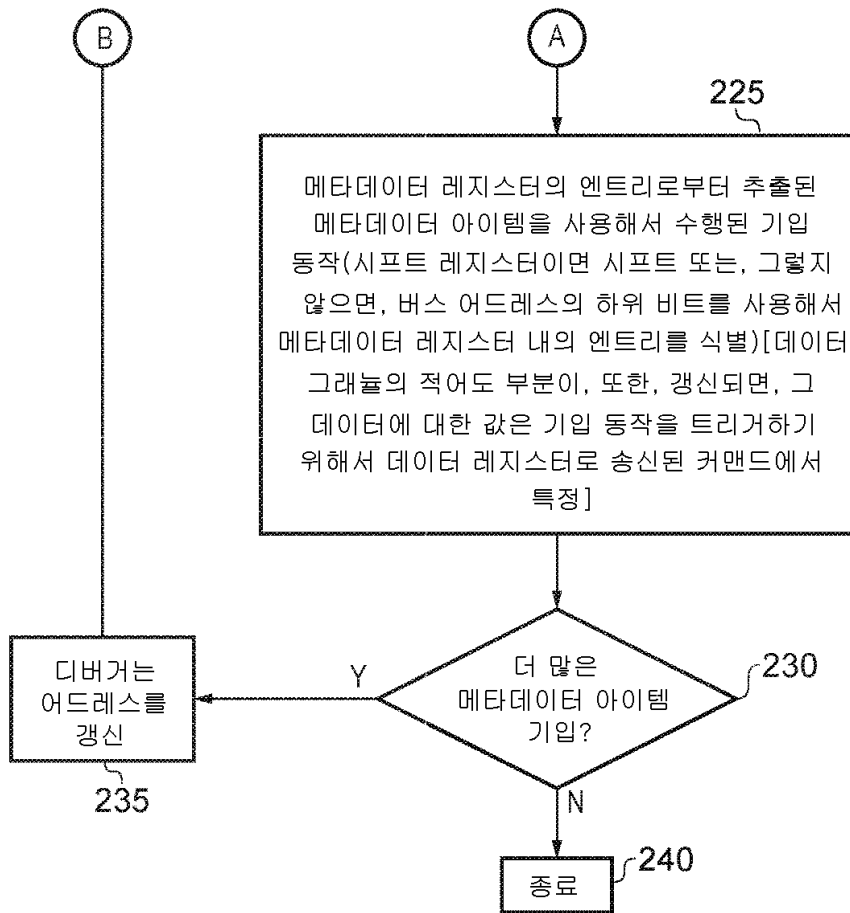 B
A
225
메타데이터 레지스터의 엔트리로부터 추출된
메타데이터 아이템을 사용해서 수행된 기입
동작(시프트 레지스터이면 시프트 또는, 그렇지
않으면, 버스 어드레스의 하위 비트를 사용해서
메타데이터 레지스터 내의 엔트리를 식별)[데이터
그래뉼의 적어도 부분이, 또한, 갱신되면, 그
데이터에 대한 값은 기입 동작을 트리거하기
위해서 데이터 레지스터로 송신된 커맨드에서
특정]
디버거는
어드레스를
갱신
235
Y
더 많은
메타데이터 아이템
기입?
230
N
종료
240